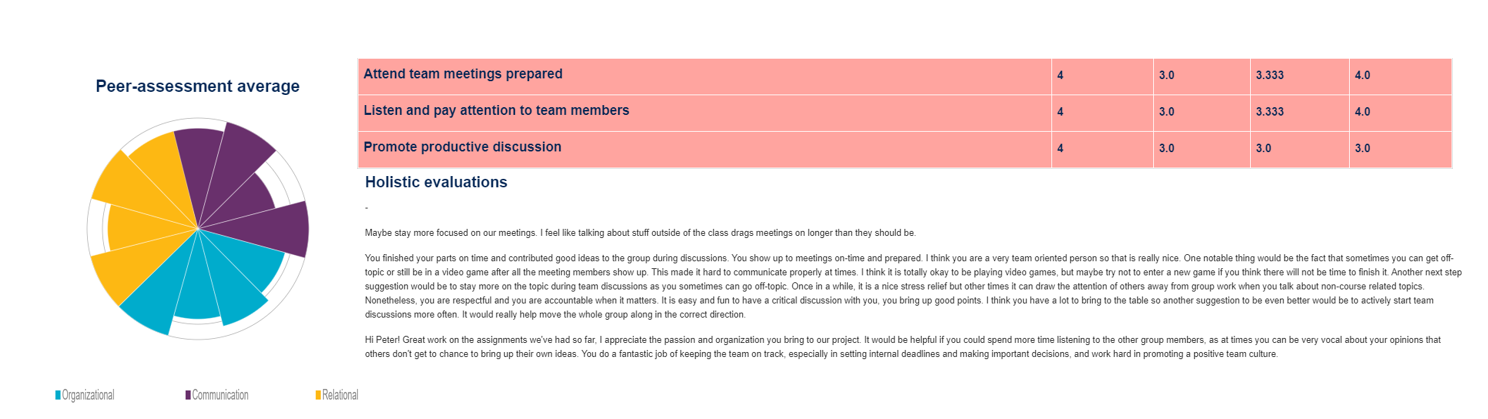 Peer-assessment average
Attend team meetings prepared 4 3.0 3.333 4.0
Listen and pay attention to team members 4 3.0 3.333 4.0
Promote productive discussion 4 3.0 3.0 3.0
Holistic evaluations
-
Maybe stay more focused on our meetings. I feel like talking about stuff outside of the class drags meetings on longer than they should be.
You finished your parts on time and contributed good ideas to the group during discussions. You show up to meetings on-time and prepared. I think you are a very team oriented person so that is really nice. One notable thing would be the fact that sometimes you can get off-
topic or still be in a video game after all the meeting members show up. This made it hard to communicate properly at times. I think it is totally okay to be playing video games, but maybe try not to enter a new game if you think there will not be time to finish it. Another next step
suggestion would be to stay more on the topic during team discussions as you sometimes can go off-topic. Once in a while, it is a nice stress relief but other times it can draw the attention of others away from group work when you talk about non-course related topics.
Nonetheless, you are respectful and you are accountable when it matters. It is easy and fun to have a critical discussion with you, you bring up good points. I think you have a lot to bring to the table so another suggestion to be even better would be to actively start team
discussions more often. It would really help move the whole group along in the correct direction.
Hi Peter! Great work on the assignments we've had so far, I appreciate the passion and organization you bring to our project. It would be helpful if you could spend more time listening to the other group members, as at times you can be very vocal about your opinions that
others don't get to chance to bring up their own ideas. You do a fantastic job of keeping the team on track, especially in setting internal deadlines and making important decisions, and work hard in promoting a positive team culture.
Organizational Communication Relational